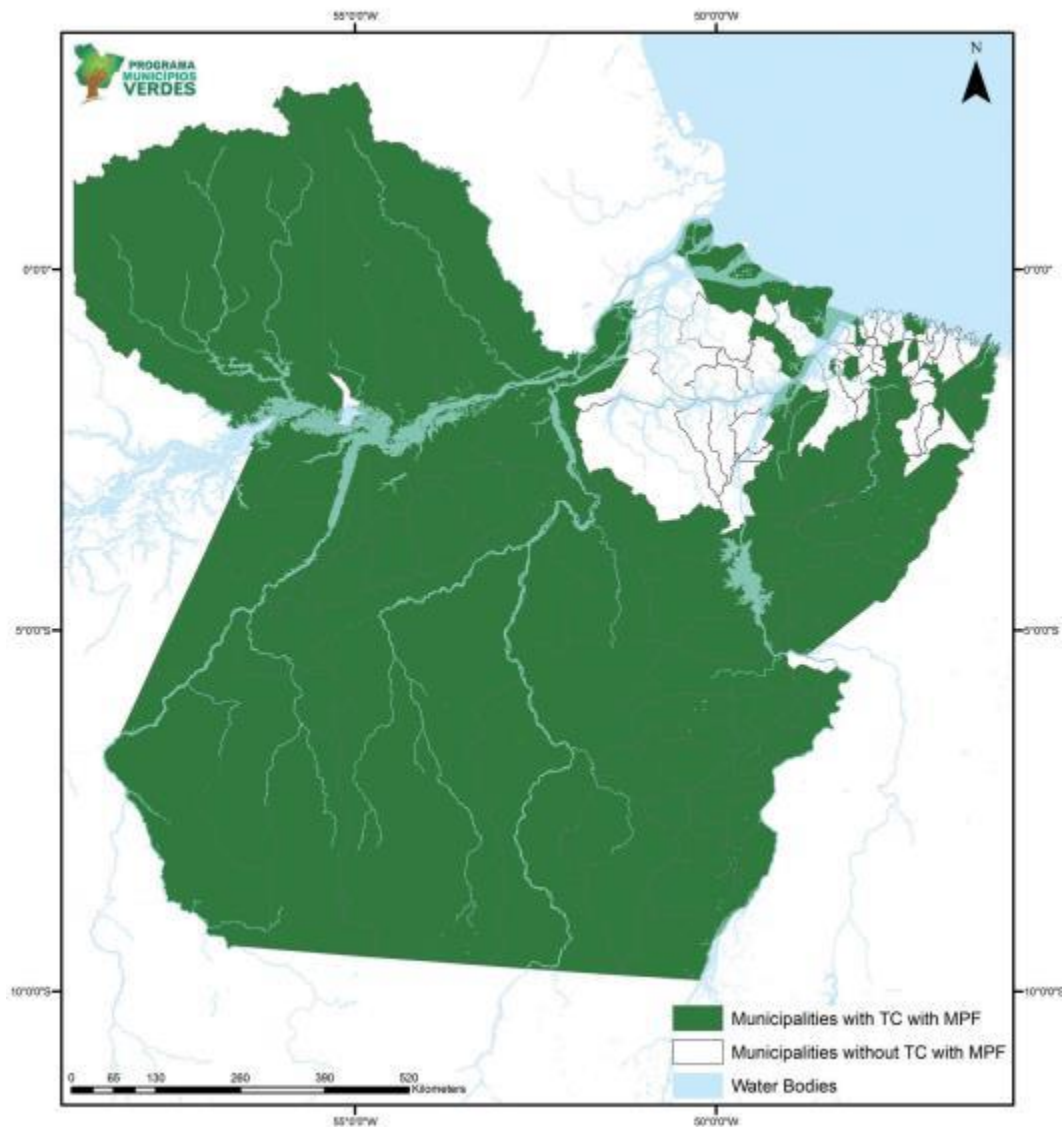 55°0'0"W 50°0'0"W
PROGRAMA
MUNICÍPIOS
VERDES
N
0°0'0" 0°0'0"
5°0'0"S 5°0'0"S
10°0'0"S 10°0'0"S
Municipalities with TC with MPF
Municipalities without TC with MPF
Water Bodies
0 65 130 260 390 520
Kilometers
55°0'0"W 50°0'0"W